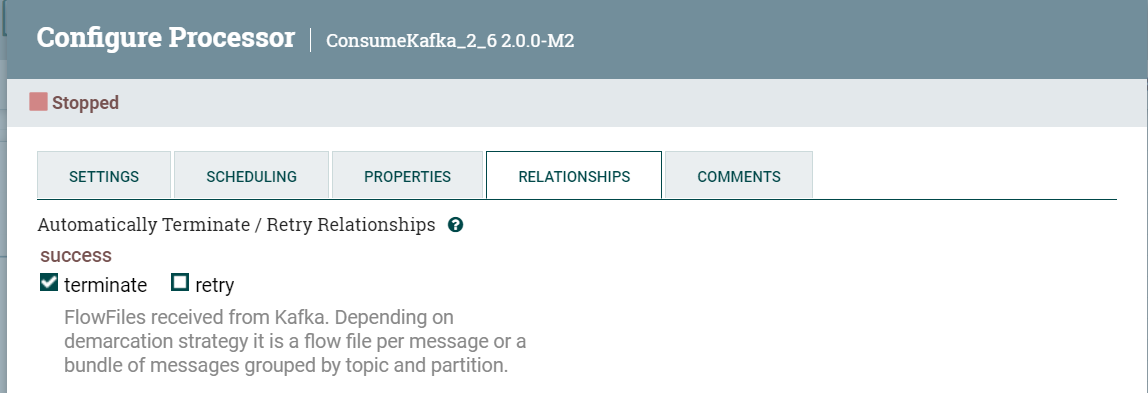 Configure Processor | ConsumeKafka_2_6 2.0.0-M2
Stopped
SETTINGS SCHEDULING PROPERTIES RELATIONSHIPS COMMENTS
Automatically Terminate / Retry Relationships ?
success
terminate retry
FlowFiles received from Kafka. Depending on
demarcation strategy it is a flow file per message or a
bundle of messages grouped by topic and partition.